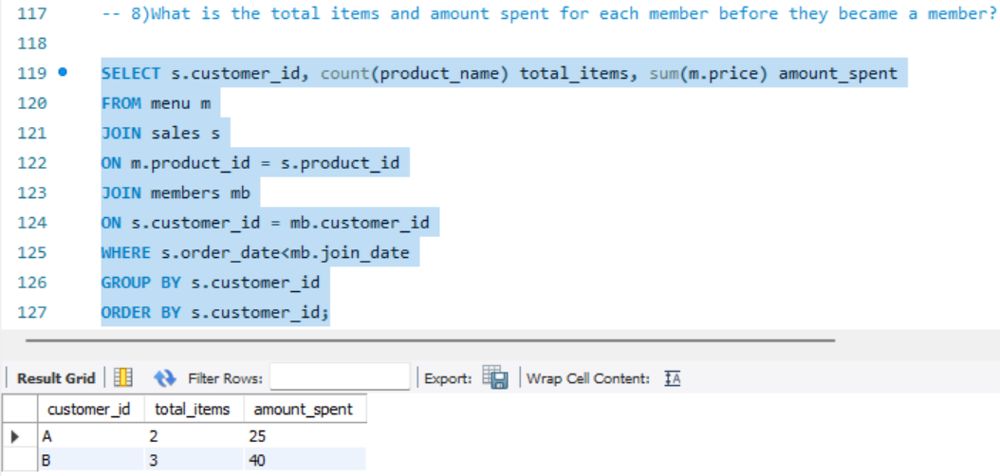 117 -- 8)What is the total items and amount spent for each member before they became a member?
118
119 SELECT s.customer_id, count(product_name) total_items, sum(m.price) amount_spent
120 FROM menu m
121 JOIN sales s
122 ON m.product_id = s.product_id
123 JOIN members mb
124 ON s.customer_id = mb.customer_id
125 WHERE s.order_date<mb.join_date
126 GROUP BY s.customer_id
127 ORDER BY s.customer_id;
Result Grid Filter Rows: Export: Wrap Cell Content: IA
customer_id total_items amount_spent
A 2 25
B 3 40